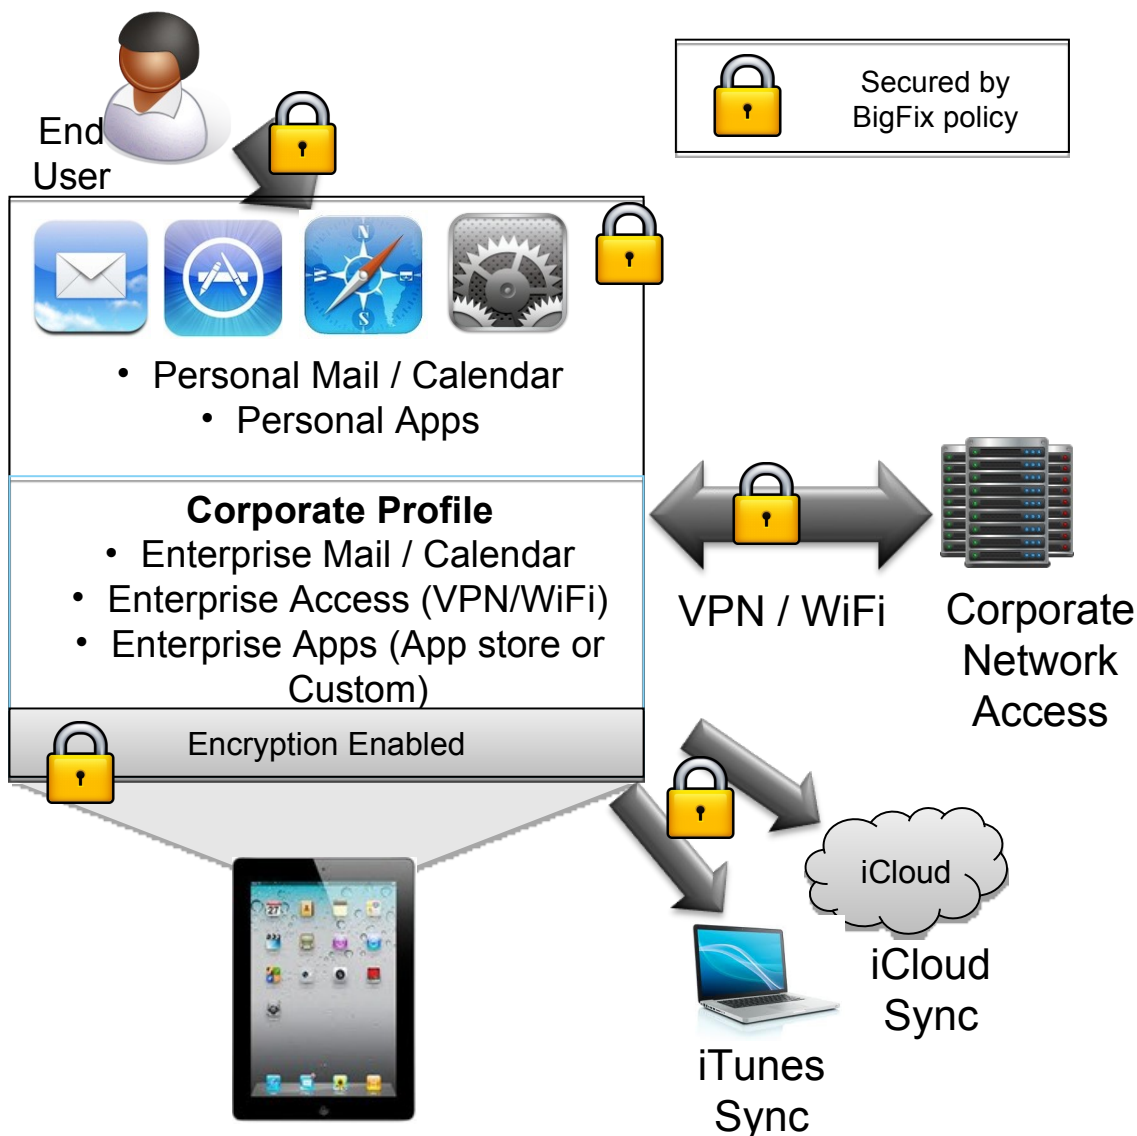 End
User
Secured by
BigFix policy
• Personal Mail / Calendar
• Personal Apps
Corporate Profile
• Enterprise Mail / Calendar
• Enterprise Access (VPN/WiFi)
• Enterprise Apps (App store or
Custom)
Encryption Enabled
VPN / WiFi
Corporate
Network
Access
iCloud
iCloud
Sync
iTunes
Sync
N
W
E
S
27